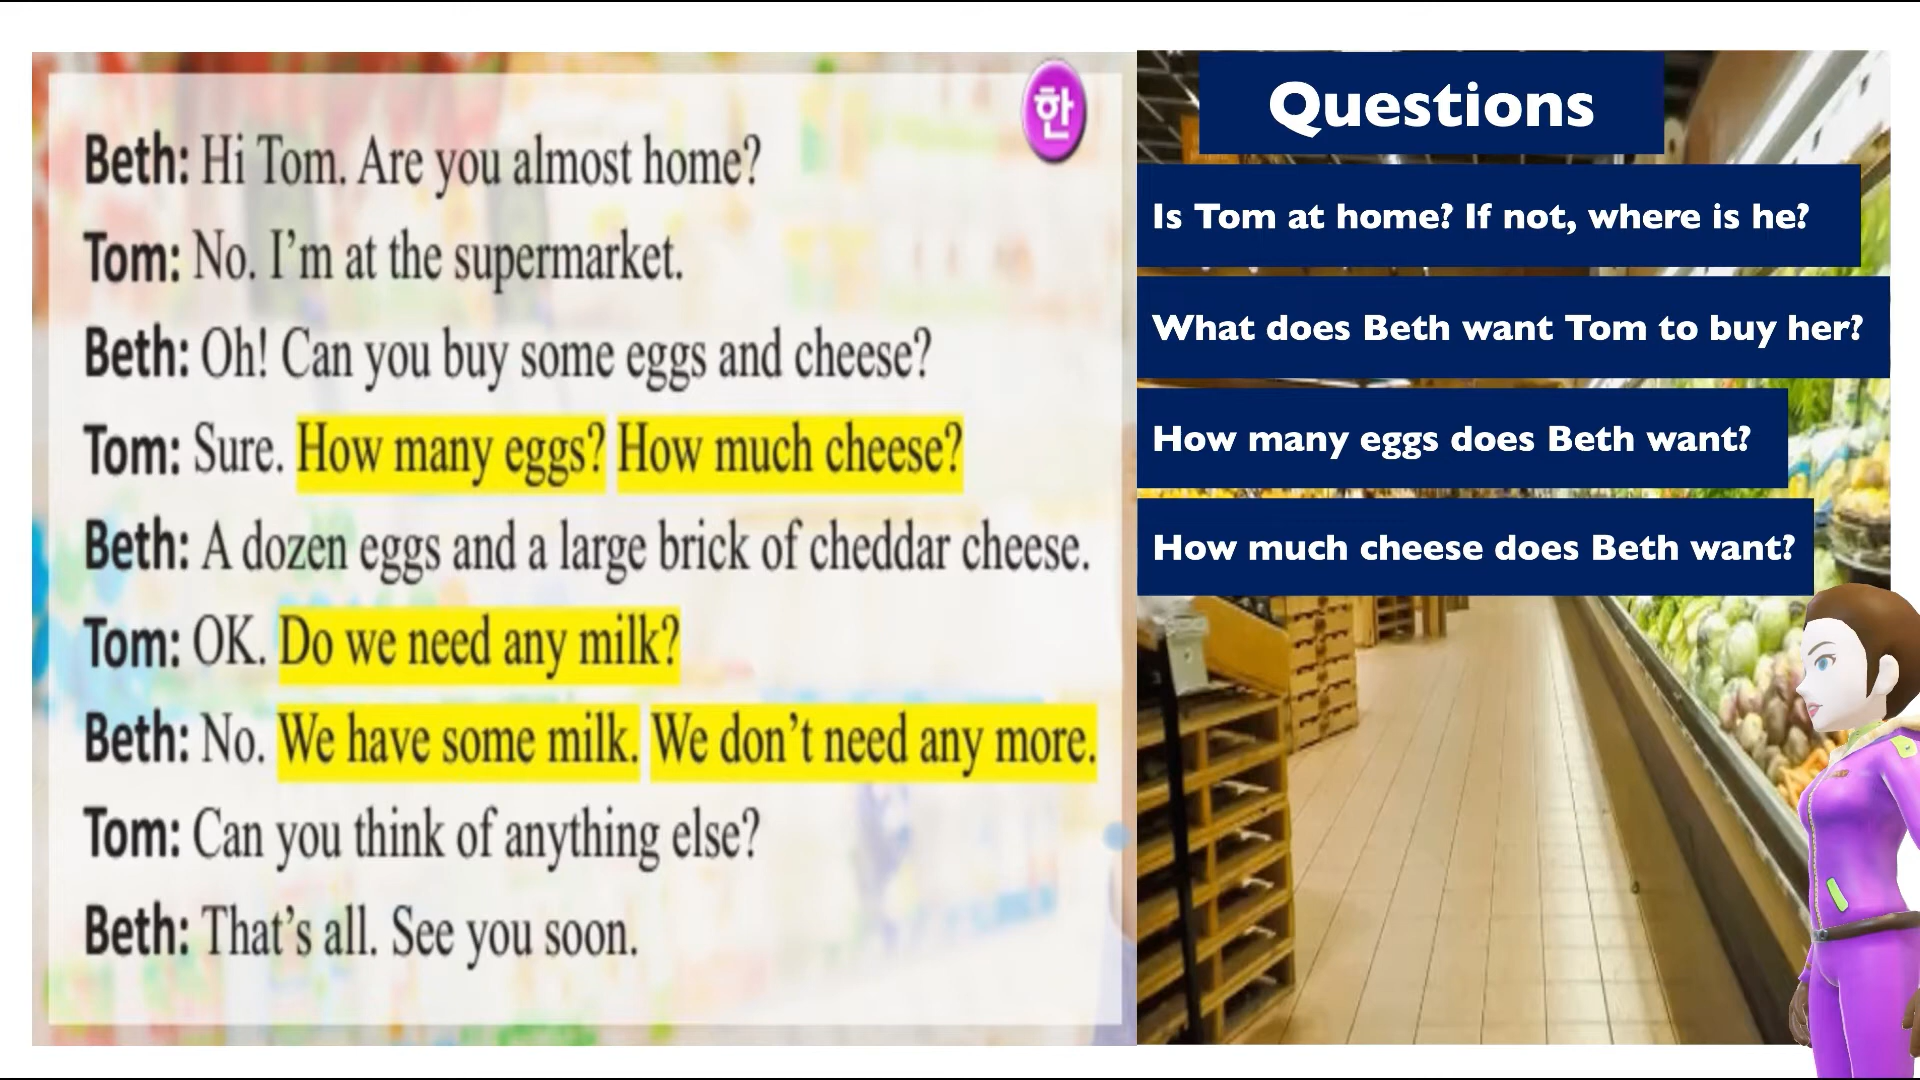 한
Beth: Hi Tom. Are you almost home?
Tom: No. I'm at the supermarket.
Beth: Oh! Can you buy some eggs and cheese?
Tom: Sure. How many eggs? How much cheese?
Beth: A dozen eggs and a large brick of cheddar cheese.
Tom: OK. Do we need any milk?
Beth: No. We have some milk. We don't need any more.
Tom: Can you think of anything else?
Beth: That's all. See you soon.
Questions
Is Tom at home? If not, where is he?
What does Beth want Tom to buy her?
How many eggs does Beth want?
How much cheese does Beth want?